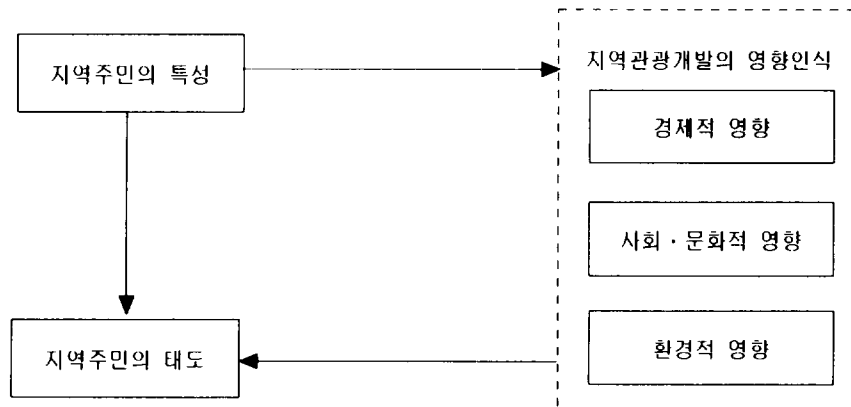 지역주민의 특성
지역관광개발의 영향인식
경제적 영향
사회·문화적 영향
환경적 영향
지역주민의 태도